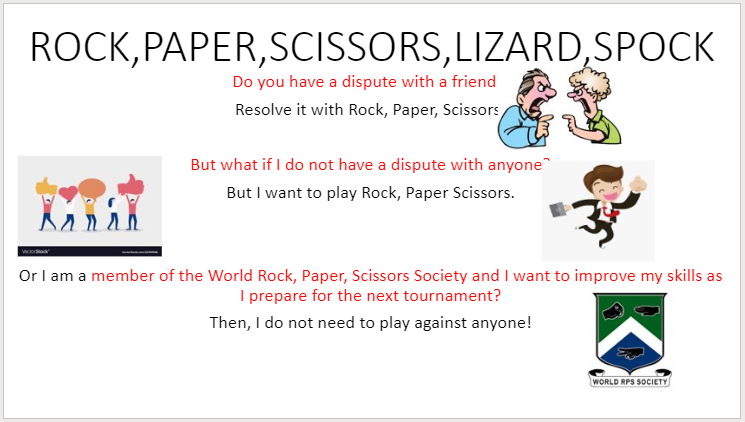 ROCK,PAPER,SCISSORS,LIZARD,SPOCK
Do you have a dispute with a friend
Resolve it with Rock, Paper, Scissors
But what if I do not have a dispute with anyone?
But I want to play Rock, Paper Scissors.
VectorStock
Or I am a member of the World Rock, Paper, Scissors Society and I want to improve my skills as
I prepare for the next tournament?
Then, I do not need to play against anyone!
WORLD RPS SOCIETY